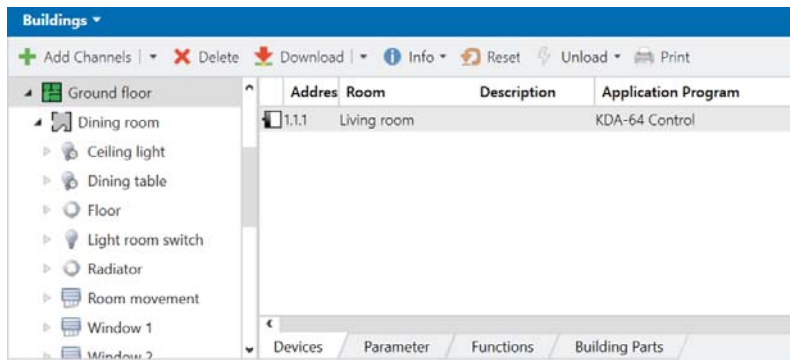 Buildings
Add Channels Delete Download Info Reset Unload Print
Ground floor
Dining room
Ceiling light
Dining table
Floor
Light room switch
Radiator
Room movement
Window 1
Window 2
Addres Room Description Application Program
1.1.1 Living room KDA-64 Control
Devices Parameter Functions Building Parts